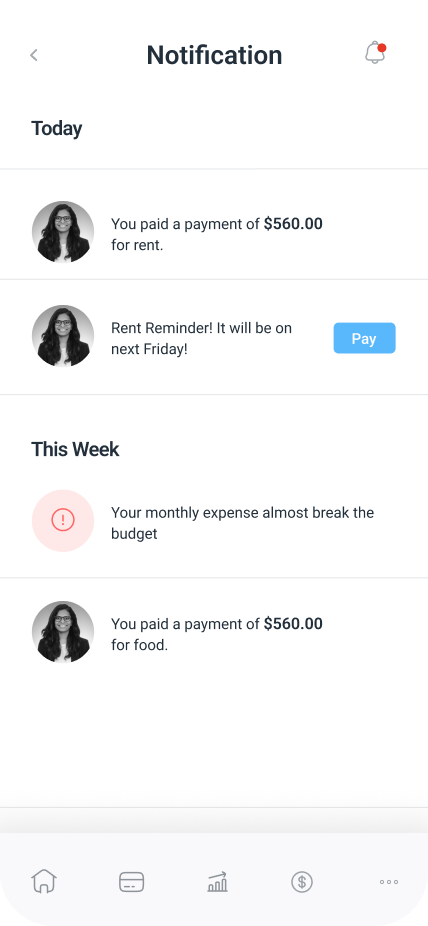 Notification
Today
You paid a payment of $560.00
for rent.
Rent Reminder! It will be on
next Friday!
Pay
This Week
Your monthly expense almost break the
budget
You paid a payment of $560.00
for food.